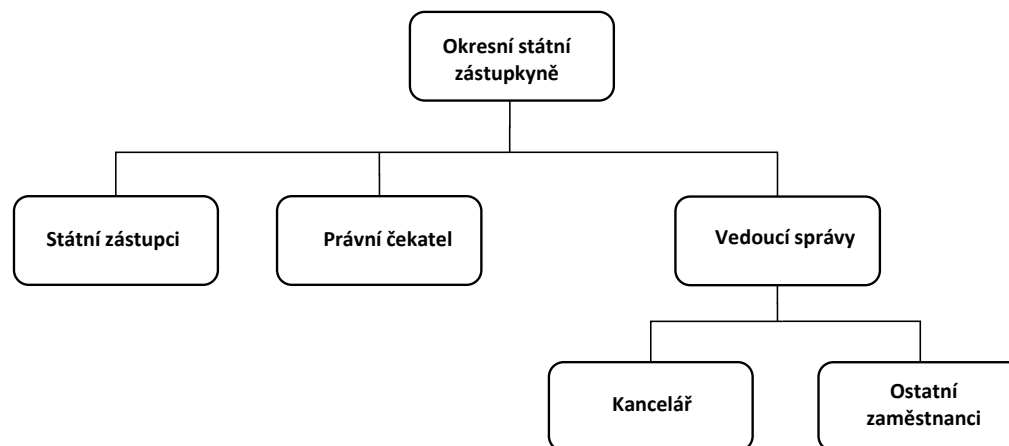 Okresní státní
zástupkyně
Státní zástupci
Právní čekatel
Vedoucí správy
Kancelář
Ostatní
zaměstnanci